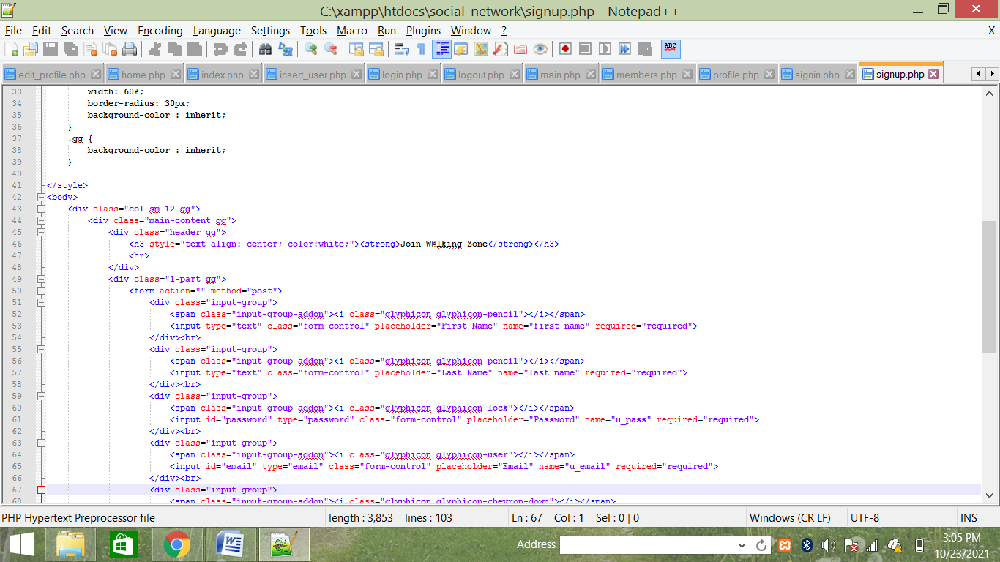 C:\xampp\htdocs\social_network\signup.php - Notepad++
File Edit Search View Encoding Language Settings Tools Macro Run Plugins Window ? X
ABC
edit_profile.php home.php index.php insert_user.php login.php logout.php main.php members.php profile.php signin.php signup.php
33 width: 60%;
34 border-radius: 30px;
35 background-color : inherit;
36 }
37 .gg {
38 background-color : inherit;
39 }
40
41 </style>
42 <body>
43 <div class="col-sm-12 gg">
44 <div class="main-content gg">
45 <div class="header gg">
46 <h3 style="text-align: center; color:white;"><strong>Join W@lking Zone</strong></h3>
47 <hr>
48 </div>
49 <div class="l-part gg">
50 <form action="" method="post">
51 <div class="input-group">
52 <span class="input-group-addon"><i class="glyphicon glyphicon-pencil"></i></span>
53 <input type="text" class="form-control" placeholder="First Name" name="first_name" required="required">
54 </div><br>
55 <div class="input-group">
56 <span class="input-group-addon"><i class="glyphicon glyphicon-pencil"></i></span>
57 <input type="text" class="form-control" placeholder="Last Name" name="last_name" required="required">
58 </div><br>
59 <div class="input-group">
60 <span class="input-group-addon"><i class="glyphicon glyphicon-lock"></i></span>
61 <input id="password" type="password" class="form-control" placeholder="Password" name="u_pass" required="required">
62 </div><br>
63 <div class="input-group">
64 <span class="input-group-addon"><i class="glyphicon glyphicon-user"></i></span>
65 <input id="email" type="email" class="form-control" placeholder="Email" name="u_email" required="required">
66 </div><br>
67 <div class="input-group">
68 <span class="input-group-addon"><i class="glyphicon glyphicon-chevron-down"></i></span>
PHP Hypertext Preprocessor file length : 3,853 lines : 103 Ln : 67 Col : 1 Sel : 0 | 0 Windows (CR LF) UTF-8 INS
Address 3:05 PM
10/23/2021